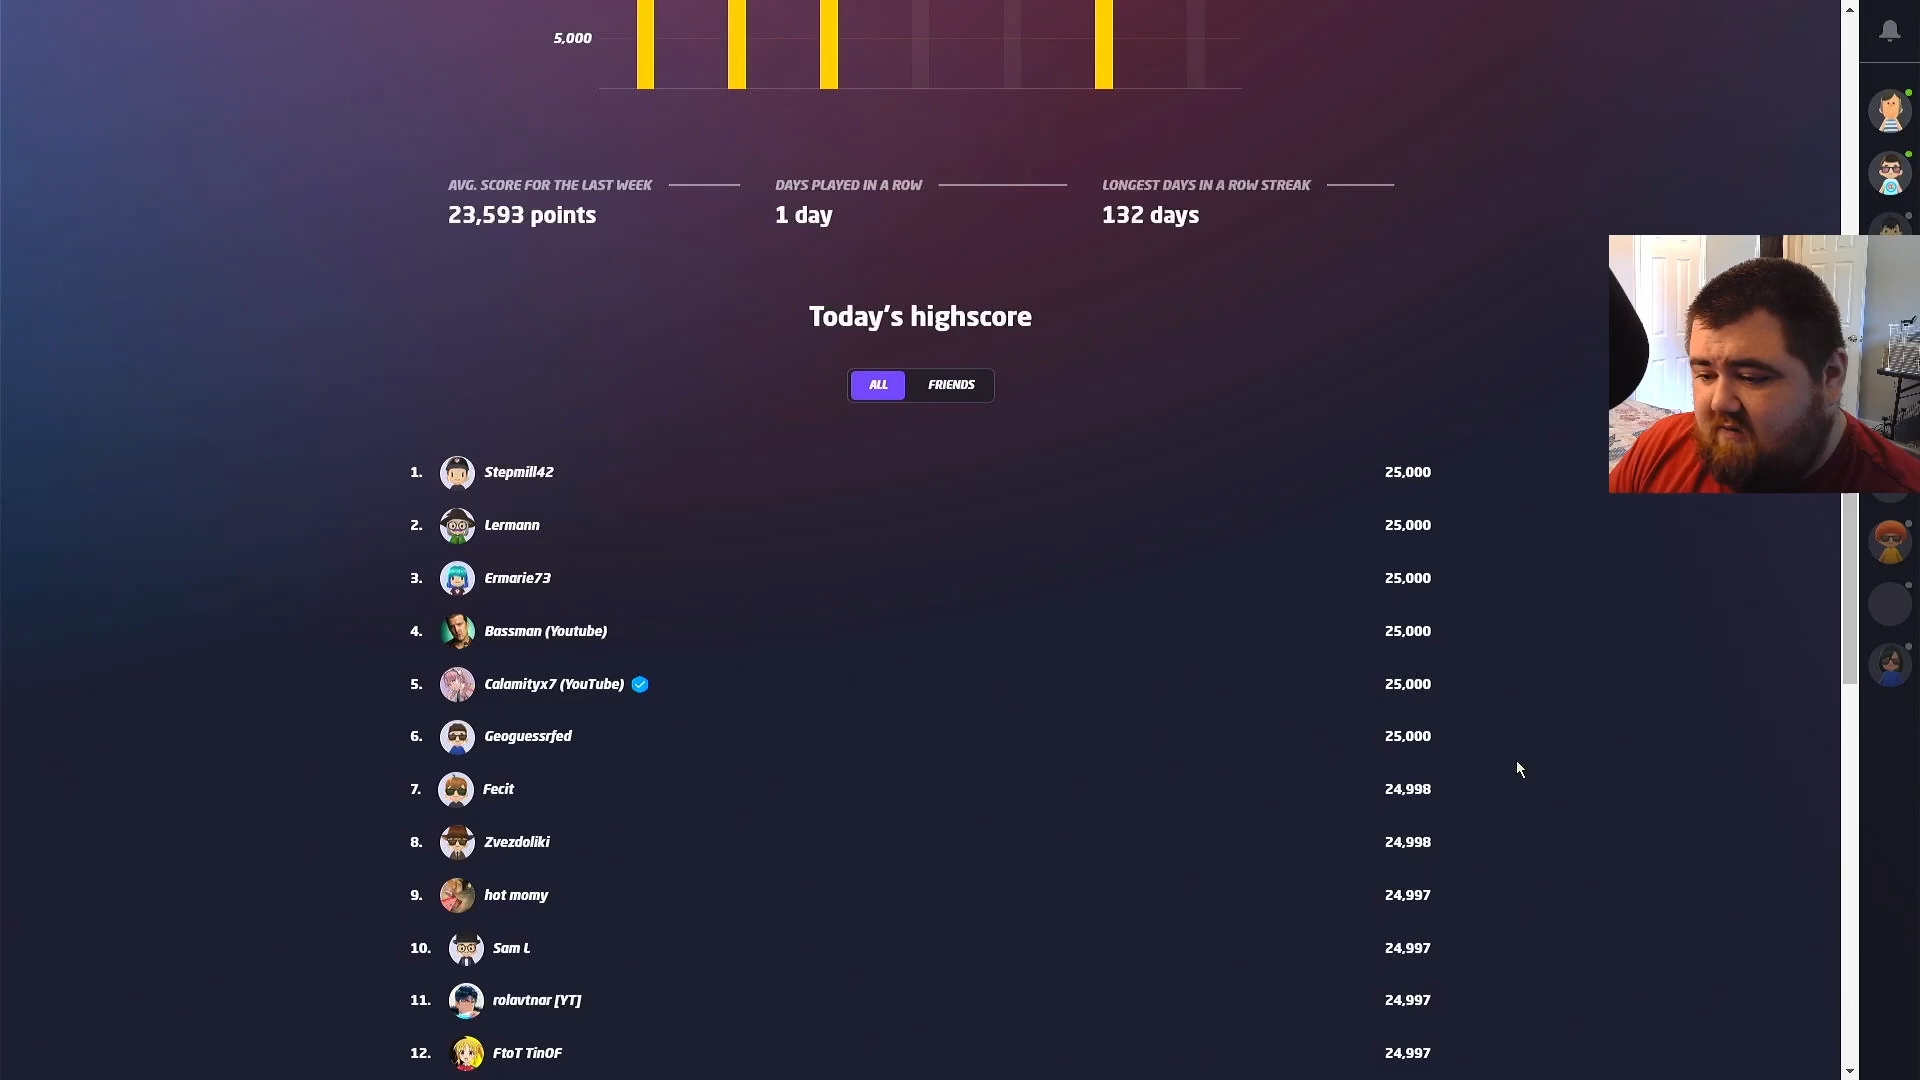 5,000
AVG. SCORE FOR THE LAST WEEK
23,593 points
DAYS PLAYED IN A ROW
1 day
LONGEST DAYS IN A ROW STREAK
132 days
Today's highscore
ALL FRIENDS
1. Stepmill42 25,000
2. Lermann 25,000
3. Ermarie73 25,000
4. Bassman (Youtube) 25,000
5. Calamityx7 (YouTube) 25,000
6. Geoguessrfed 25,000
7. Fecit 24,998
8. Zvezdoliki 24,998
9. hot momy 24,997
10. Sam L 24,997
11. rolavtnar [YT] 24,997
12. FtoT TinOF 24,997